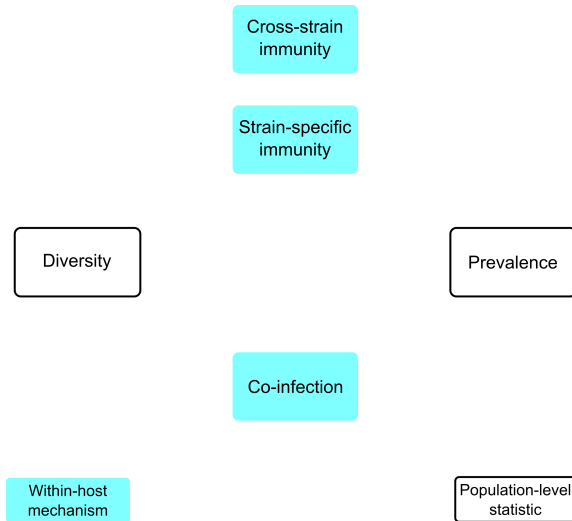 Cross-strain
immunity
Strain-specific
immunity
Diversity
Prevalence
Co-infection
Within-host
mechanism
Population-level
statistic